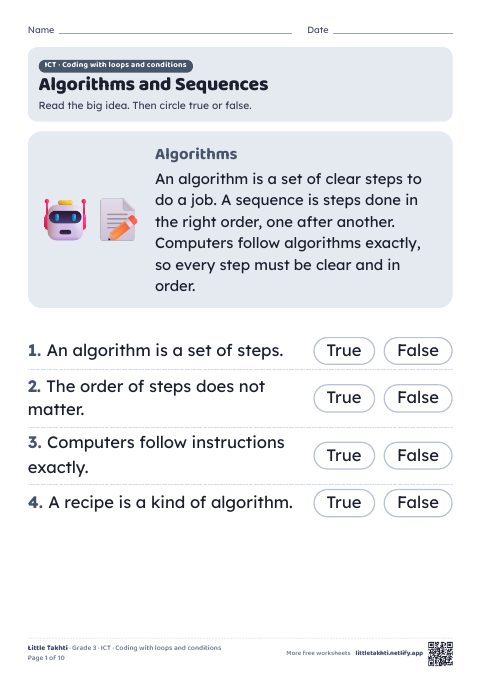 Name Date
ICT · Coding with loops and conditions
Algorithms and Sequences
Read the big idea. Then circle true or false.
Algorithms
An algorithm is a set of clear steps to
do a job. A sequence is steps done in
the right order, one after another.
Computers follow algorithms exactly,
so every step must be clear and in
order.
1. An algorithm is a set of steps. True False
2. The order of steps does not
matter. True False
3. Computers follow instructions
exactly. True False
4. A recipe is a kind of algorithm. True False
Little Takhti · Grade 3 · ICT · Coding with loops and conditions
Page 1 of 10
More free worksheets · littletakhti.netlify.app